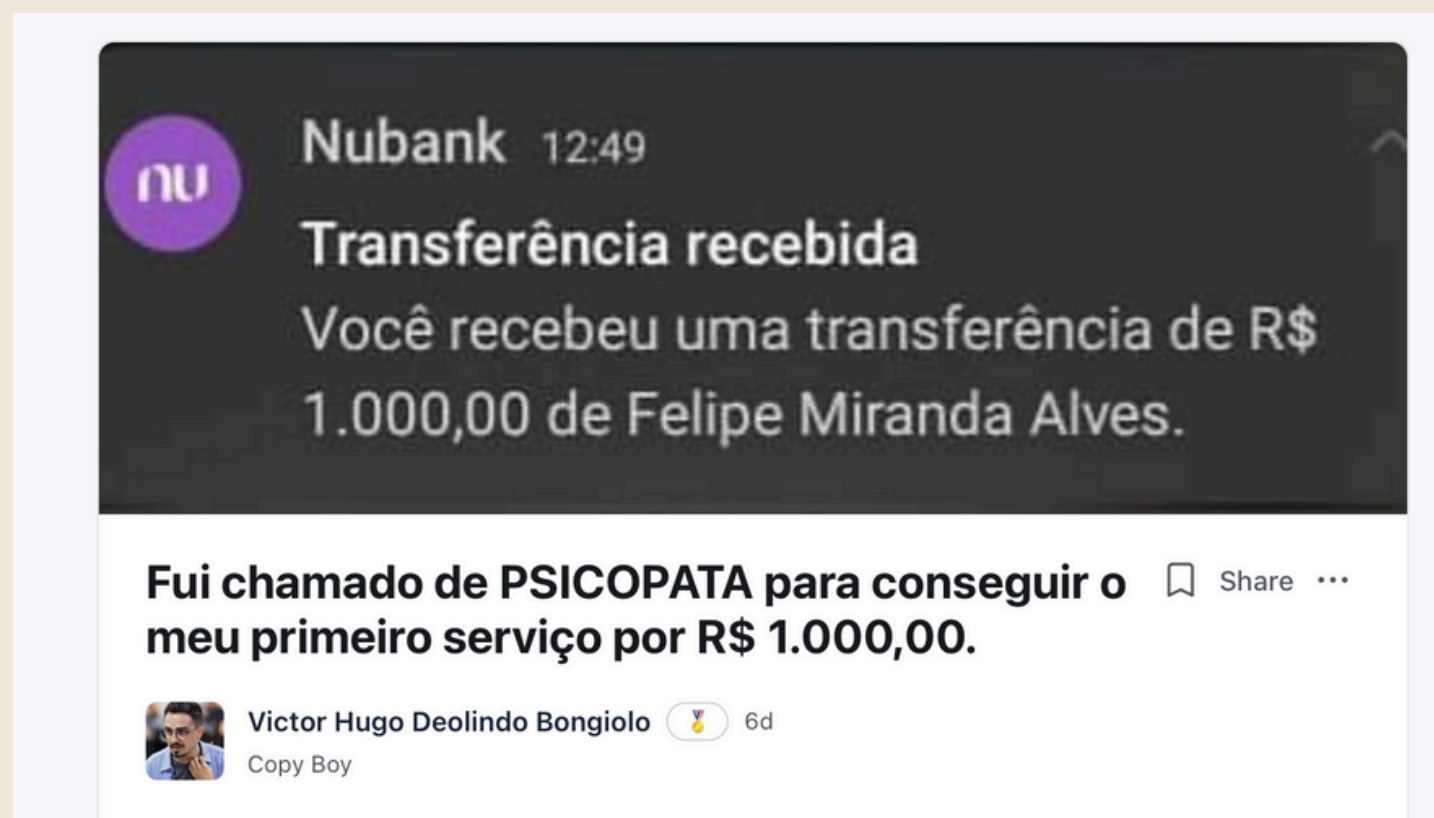 nu
Nubank 12:49
Transferência recebida
Você recebeu uma transferência de R$
1.000,00 de Felipe Miranda Alves.
Fui chamado de PSICOPATA para conseguir o
Share
meu primeiro serviço por R$ 1.000,00.
Victor Hugo Deolindo Bongiolo 6d
Copy Boy